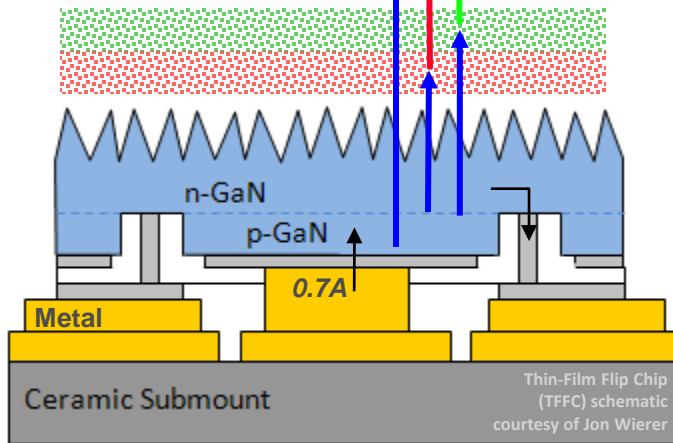 n-GaN
p-GaN
0.7A
Metal
Ceramic Submount
Thin-Film Flip Chip
(TFFC) schematic
courtesy of Jon Wierer